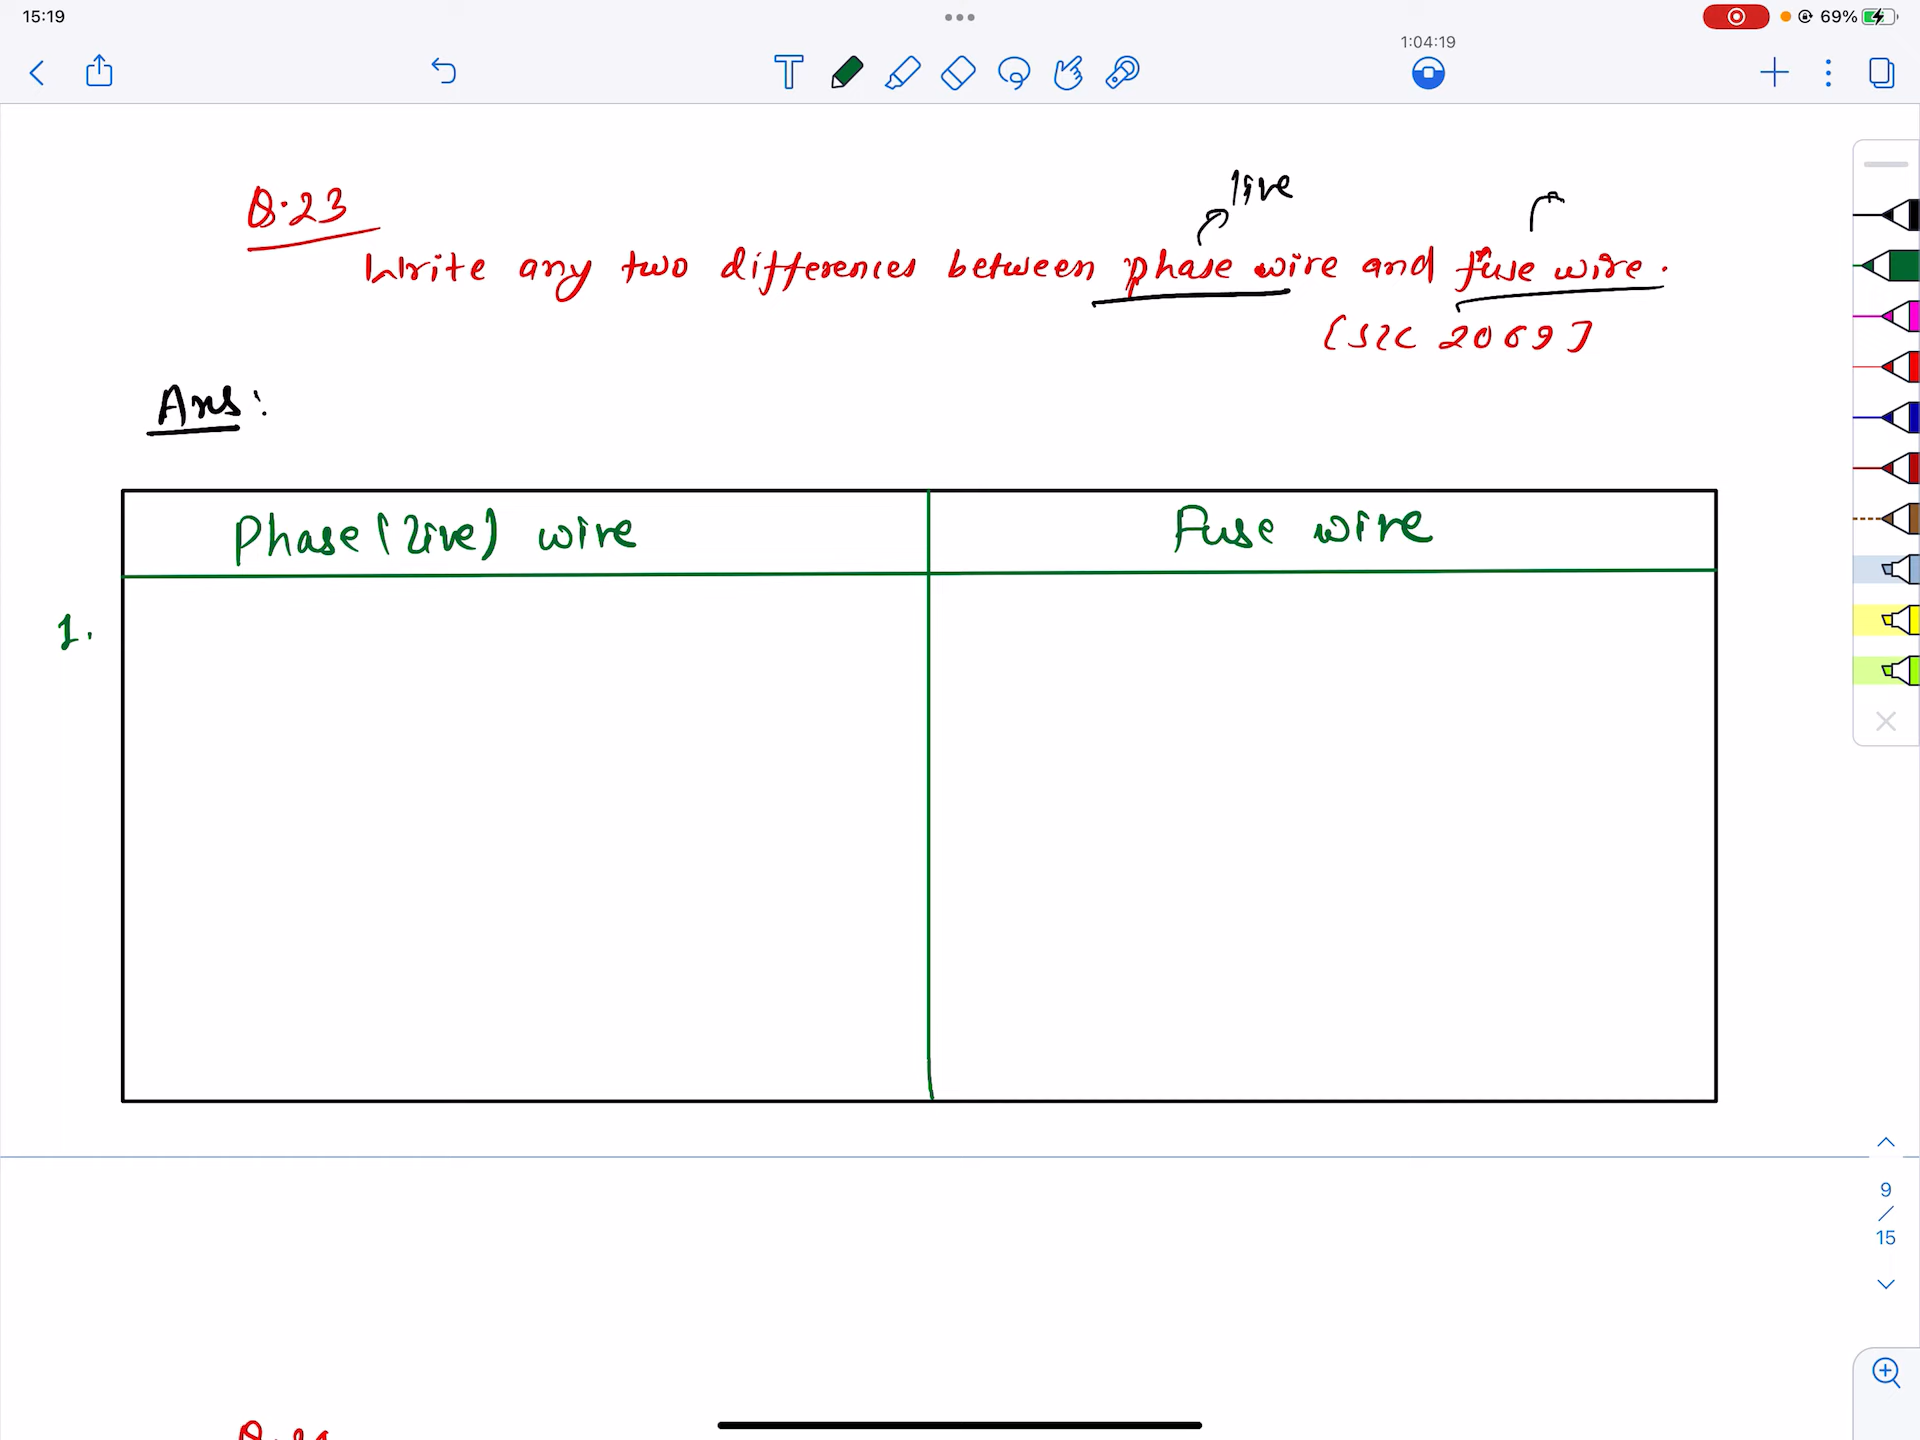 15:19
69%
1:04:19
Q.23
live
Write any two differences between phase wire and fuse wire.
[SLC 2069]
Ans:
Phase (Live) wire
Fuse wire
1.
9
/
15